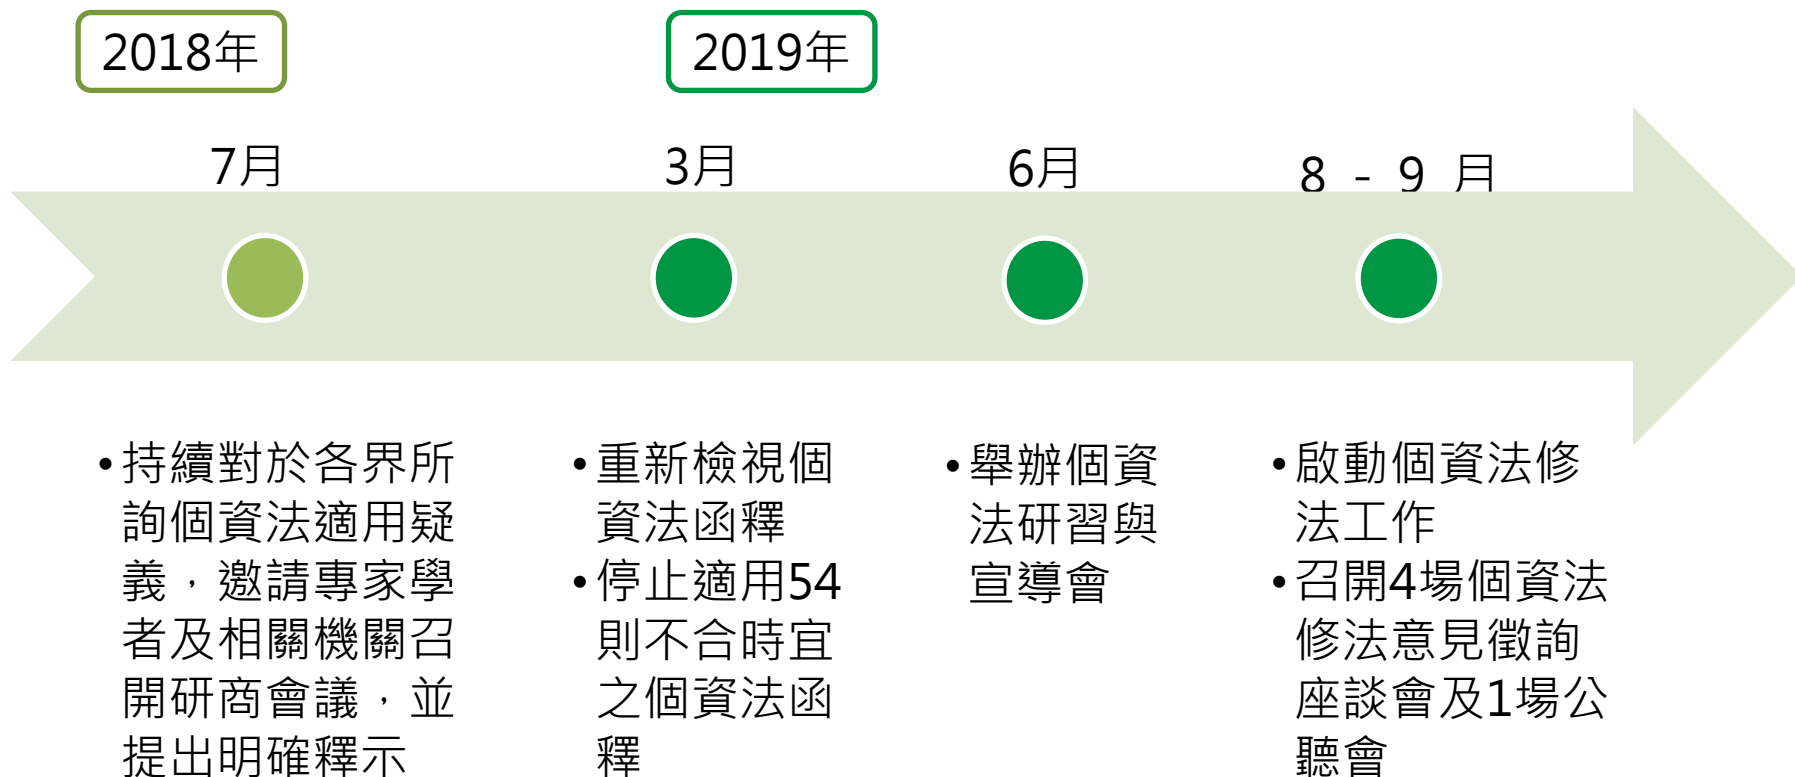 2018年
2019年
7月
3月
6月
8 - 9 月
•持續對於各界所
詢個資法適用疑
義，邀請專家學
者及相關機關召
開研商會議，並
提出明確釋示
•重新檢視個
資法函釋
•停止適用54
則不合時宜
之個資法函
釋
•舉辦個資
法研習與
宣導會
•啟動個資法修
法工作
•召開4場個資法
修法意見徵詢
座談會及1場公
聽會